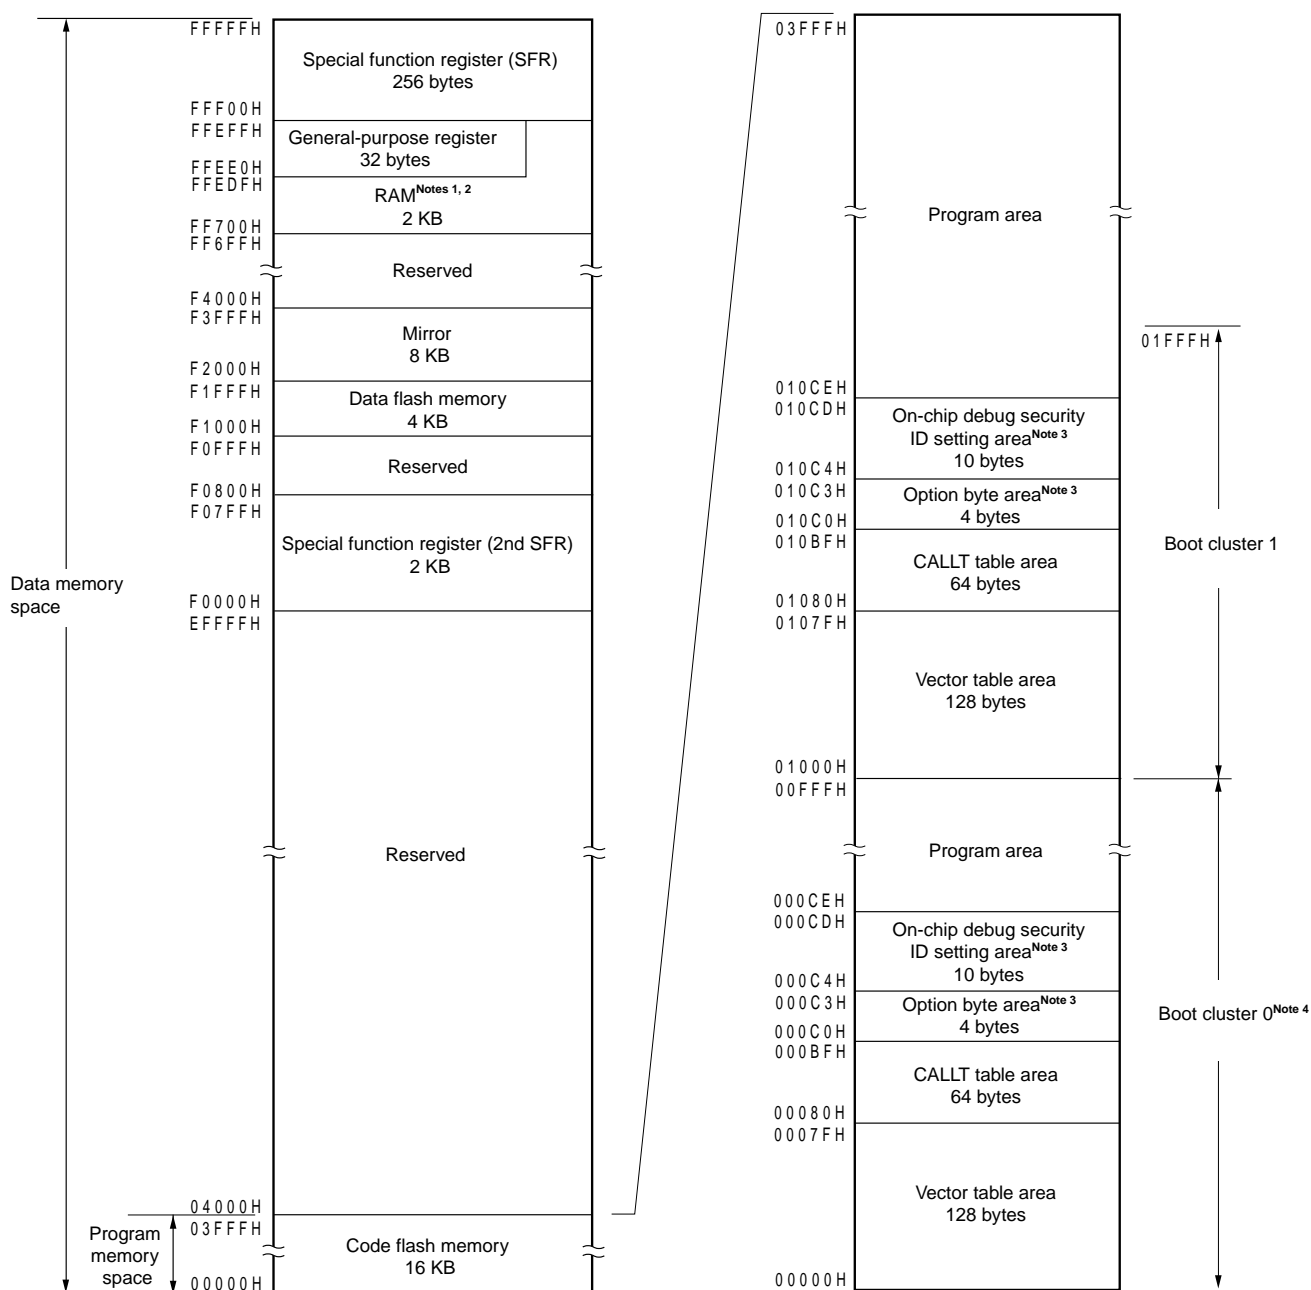 FFFFFH
Special function register (SFR)
256 bytes
FFF00H
FFEFFH
General-purpose register
32 bytes
FFEE0H
FFEDFH
RAMNotes 1, 2
2 KB
FF700H
FF6FFH
Reserved
F4000H
F3FFFH
Mirror
8 KB
F2000H
F1FFFH
Data flash memory
4 KB
F1000H
F0FFFH
Reserved
F0800H
F07FFH
Special function register (2nd SFR)
2 KB
F0000H
EFFFFH
Data memory
space
Reserved
04000H
03FFFH
Program
memory
space
Code flash memory
16 KB
00000H
03FFFH
Program area
01FFFH
010CEH
010CDH
On-chip debug security
ID setting areaNote 3
10 bytes
010C4H
010C3H
Option byte areaNote 3
4 bytes
010C0H
010BFH
CALLT table area
64 bytes
Boot cluster 1
01080H
0107FH
Vector table area
128 bytes
01000H
00FFFH
Program area
000CEH
000CDH
On-chip debug security
ID setting areaNote 3
10 bytes
000C4H
000C3H
Option byte areaNote 3
4 bytes
Boot cluster 0Note 4
000C0H
000BFH
CALLT table area
64 bytes
00080H
0007FH
Vector table area
128 bytes
00000H